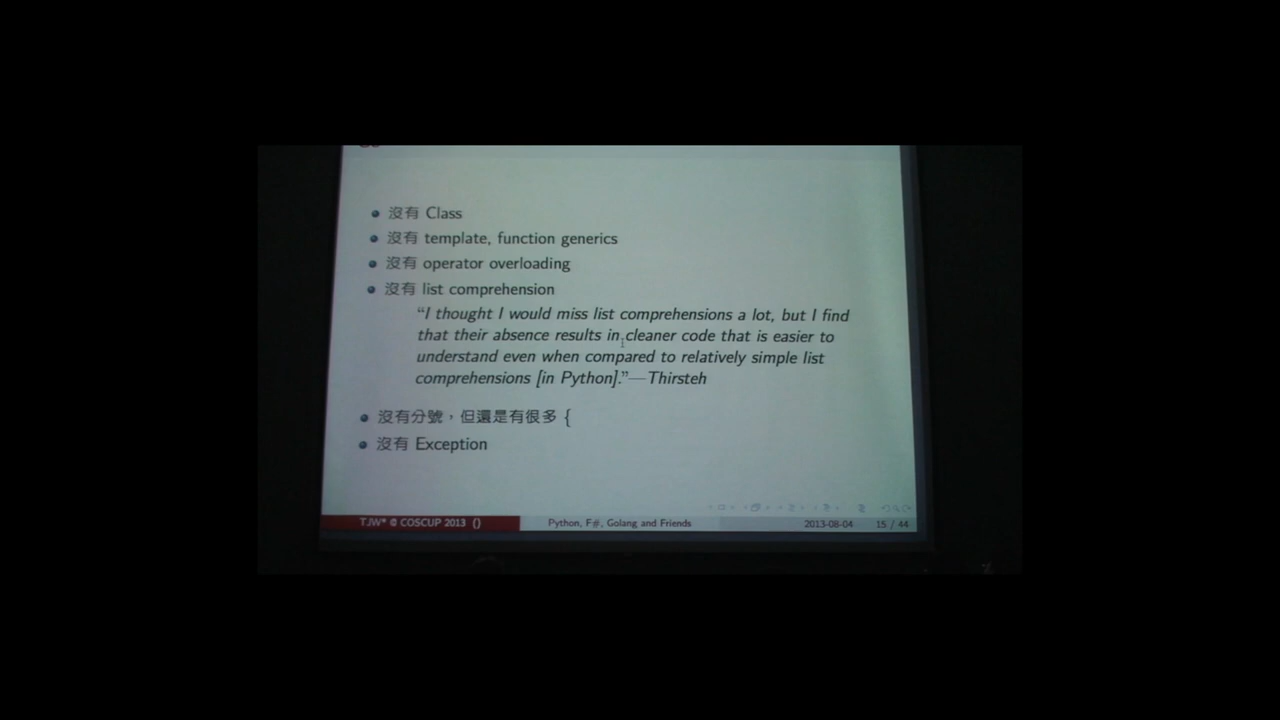 沒有 Class
沒有 template, function generics
沒有 operator overloading
沒有 list comprehension
“I thought I would miss list comprehensions a lot, but I find
that their absence results in cleaner code that is easier to
understand even when compared to relatively simple list
comprehensions [in Python].”—Thirsteh
沒有分號，但還是有很多 {
沒有 Exception
TJW* @ COSCUP 2013 ()
Python, F#, Golang and Friends
2013-08-04
15 / 44